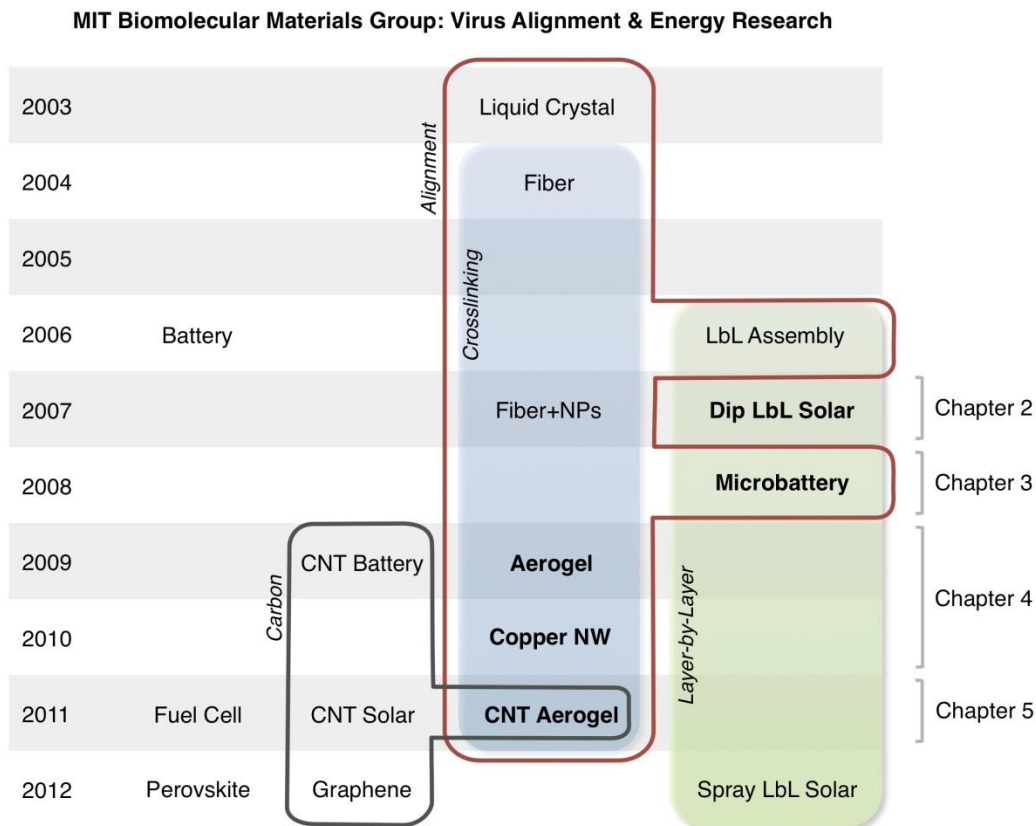 MIT Biomolecular Materials Group: Virus Alignment & Energy Research
2003
Liquid Crystal
Alignment
2004
Fiber
2005
Crosslinking
2006
Battery
LbL Assembly
2007
Fiber+NPs
Dip LbL Solar
Chapter 2
2008
Microbattery
Chapter 3
2009
CNT Battery
Aerogel
Carbon
Layer-by-Layer
Chapter 4
2010
Copper NW
2011
Fuel Cell
CNT Solar
CNT Aerogel
Chapter 5
2012
Perovskite
Graphene
Spray LbL Solar